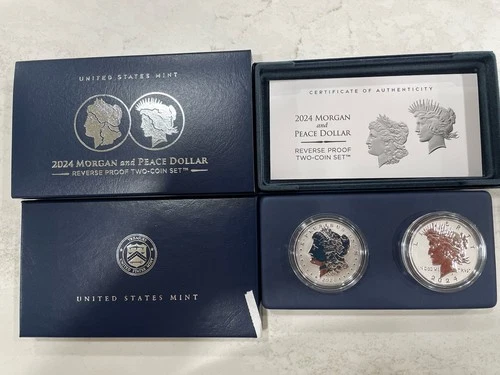 UNITED STATES MINT
2024 MORGAN and PEACE DOLLAR
REVERSE PROOF TWO-COIN SET™
CERTIFICATE OF AUTHENTICITY
2024 MORGAN
and
PEACE DOLLAR
REVERSE PROOF
TWO-COIN SET™
UNITED STATES MINT
2024